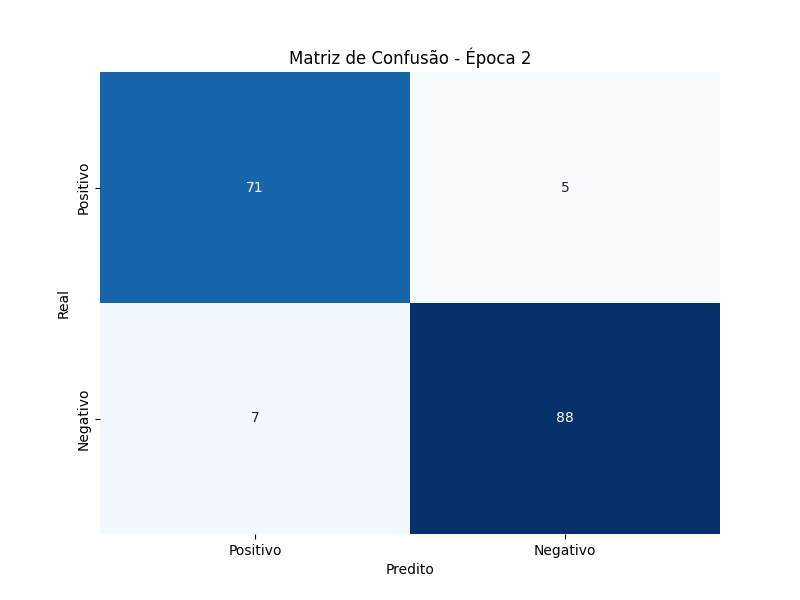 Matriz de Confusão - Época 2
Real
Positivo
71
5
Negativo
7
88
Positivo
Negativo
Predito